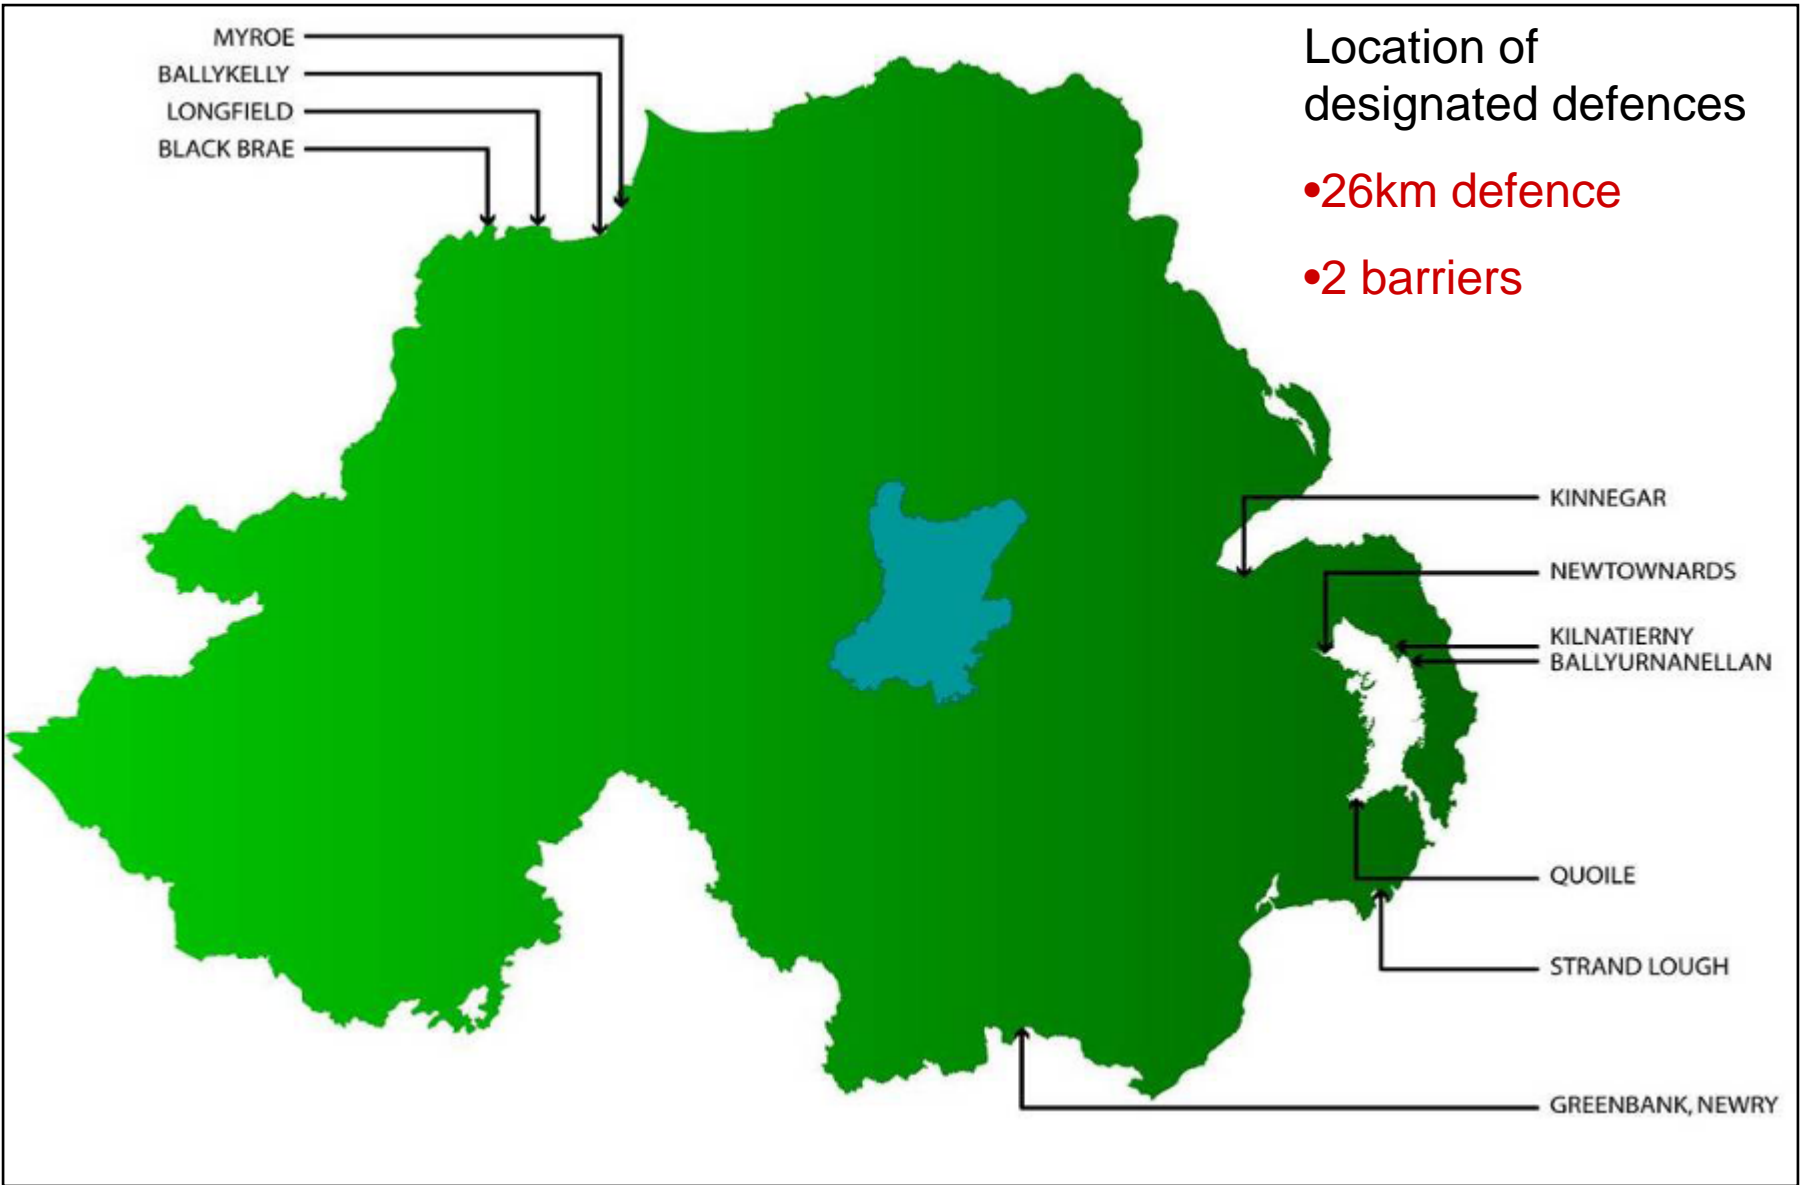 Location of
designated defences
•26km defence
•2 barriers
MYROE
BALLYKELLY
LONGFIELD
BLACK BRAE
KINNEGAR
NEWTOWNARDS
KILNATIERNY
BALLYURNANELLAN
QUOILE
STRAND LOUGH
GREENBANK, NEWRY